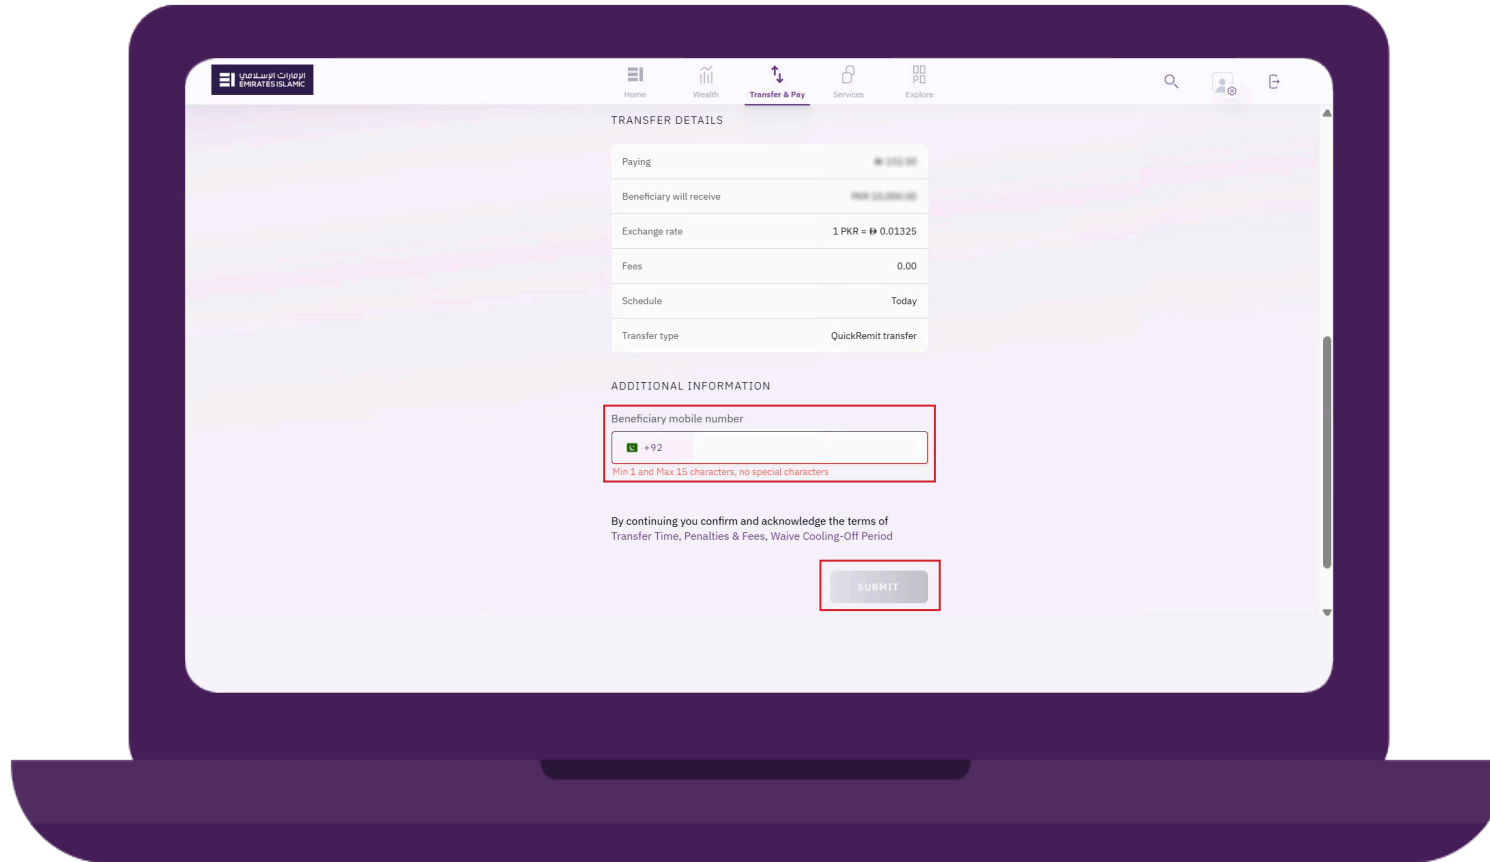 الإمارات الإسلامي
EMIRATES ISLAMIC
Home
Wealth
Transfer & Pay
Services
Explore
TRANSFER DETAILS
Paying
Beneficiary will receive
Exchange rate 1 PKR = 0.01325
Fees 0.00
Schedule Today
Transfer type QuickRemit transfer
ADDITIONAL INFORMATION
Beneficiary mobile number
+92
Min 1 and Max 15 characters, no special characters
By continuing you confirm and acknowledge the terms of
Transfer Time, Penalties & Fees, Waive Cooling-Off Period
SUBMIT